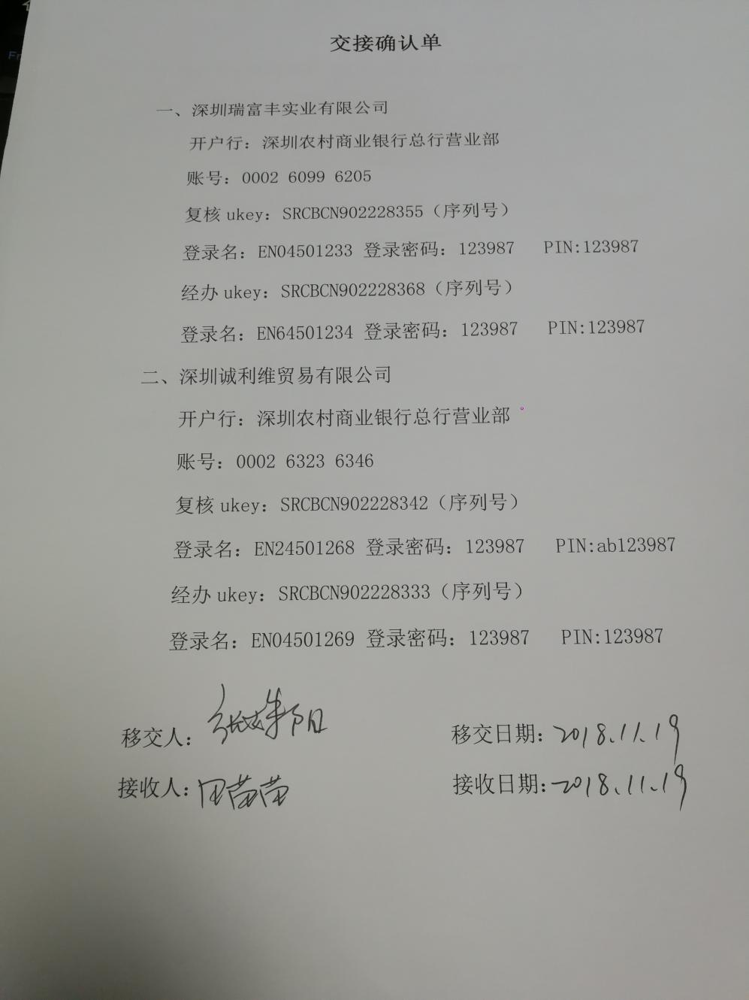 交接确认单
一、深圳瑞富丰实业有限公司
开户行：深圳农村商业银行总行营业部
账号：0002 6099 6205
复核 ukey：SRCBCN902228355（序列号）
登录名：EN04501233 登录密码：123987 PIN:123987
经办 ukey：SRCBCN902228368（序列号）
登录名：EN64501234 登录密码：123987 PIN:123987
二、深圳诚利维贸易有限公司
开户行：深圳农村商业银行总行营业部
账号：0002 6323 6346
复核 ukey：SRCBCN902228342（序列号）
登录名：EN24501268 登录密码：123987 PIN:ab123987
经办 ukey：SRCBCN902228333（序列号）
登录名：EN04501269 登录密码：123987 PIN:123987
移交人： 移交日期：2018.11.19
接收人：田苗苗 接收日期：2018.11.19